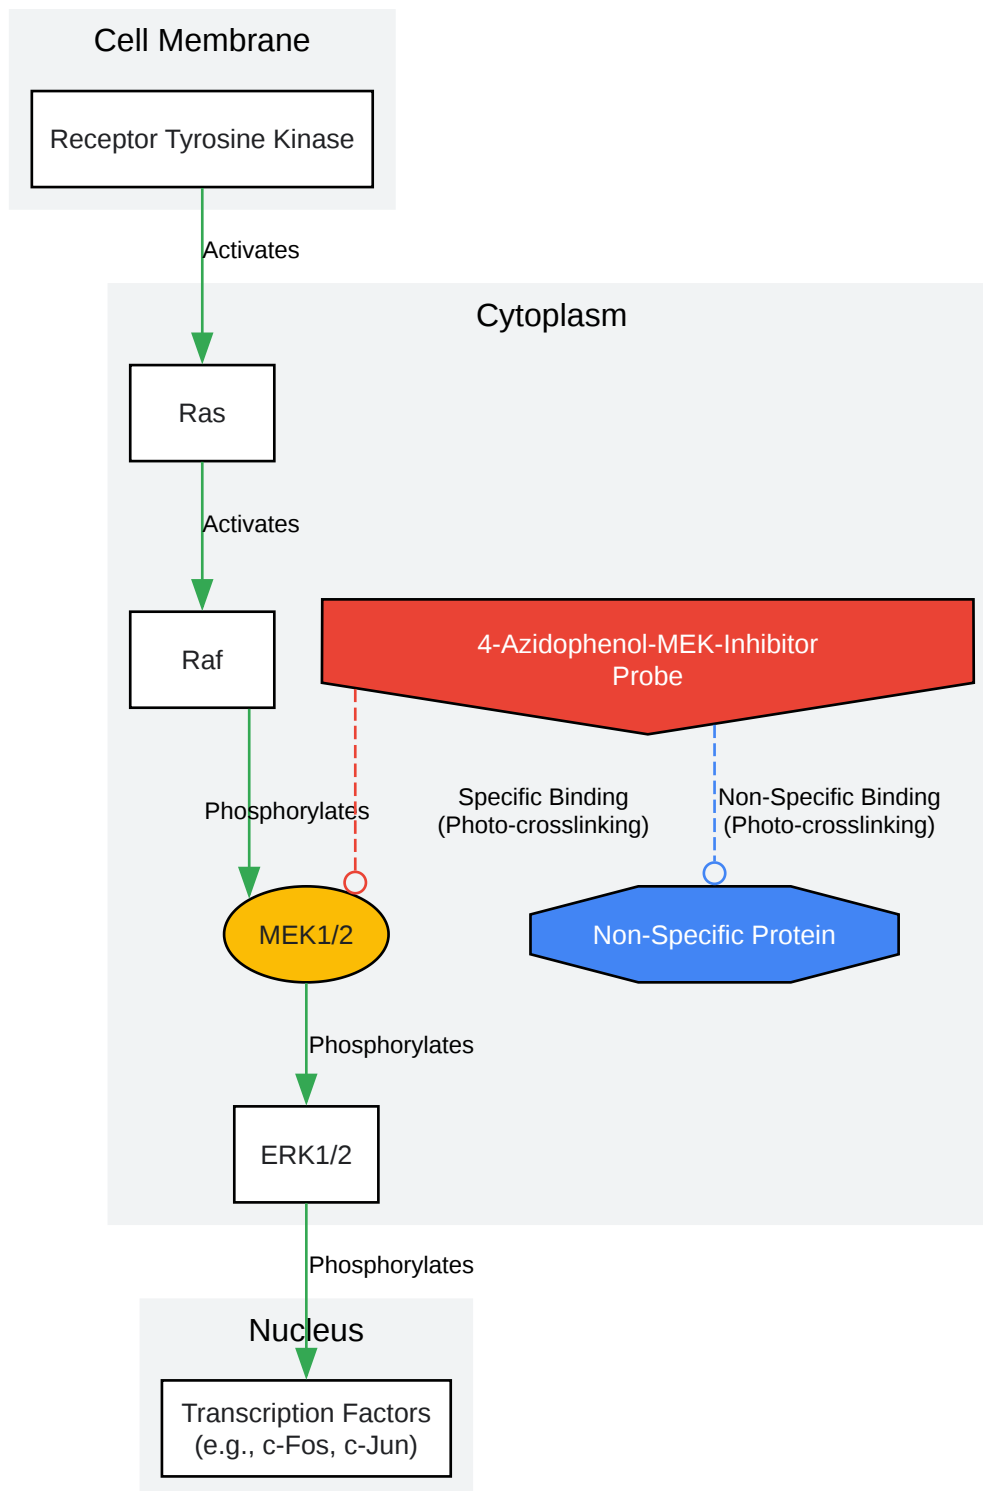 Cell Membrane
Receptor Tyrosine Kinase
Activates
Cytoplasm
Ras
Activates
Raf
4-Azidophenol-MEK-Inhibitor
Probe
Phosphorylates
Specific Binding
(Photo-crosslinking)
Non-Specific Binding
(Photo-crosslinking)
MEK1/2
Non-Specific Protein
Phosphorylates
ERK1/2
Phosphorylates
Nucleus
Transcription Factors
(e.g., c-Fos, c-Jun)